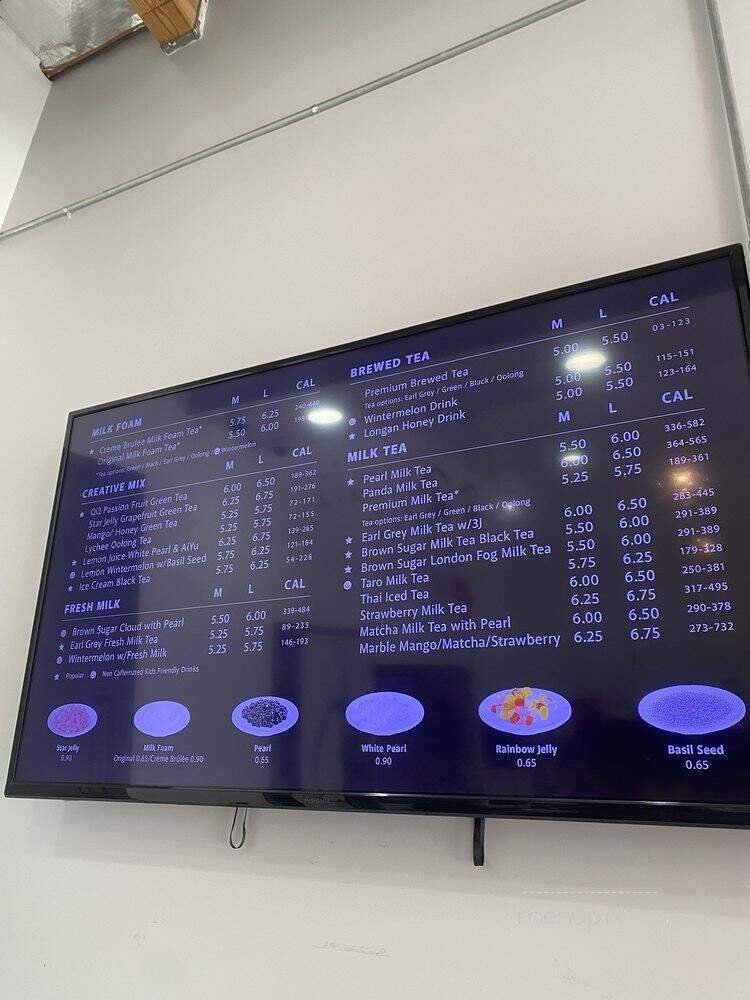 MILK FOAM M L CAL
Creme Brulee Milk Foam Tea* 5.75 6.25 240-440
Original Milk Foam Tea* 5.50 6.00
*Tea options: Green / Black / Earl Grey / Oolong / Wintermelon
CREATIVE MIX M L CAL
QQ Passion Fruit Green Tea 6.00 6.50 189-362
Star Jelly Grapefruit Green Tea 6.25 6.75 191-276
Mango/ Honey Green Tea 5.25 5.75 72-171
Lychee Oolong Tea 5.25 5.75 72-155
Lemon Juice White Pearl & AiYu 6.25 6.75 139-265
Lemon Wintermelon w/Basil Seed 5.75 6.25 121-184
Ice Cream Black Tea 5.75 6.25 54-226
FRESH MILK M L CAL
Brown Sugar Cloud with Pearl 5.50 6.00 339-484
Earl Grey Fresh Milk Tea 5.25 5.75 89-235
Wintermelon w/Fresh Milk 5.25 5.75 146-193
Popular Non Caffeinated Kids Friendly Drinks
BREWED TEA M L CAL
Premium Brewed Tea 5.00 5.50 03-123
Tea options: Earl Grey / Green / Black / Oolong
Wintermelon Drink 5.00 5.50 115-151
Longan Honey Drink 5.00 5.50 123-164
MILK TEA M L CAL
Pearl Milk Tea 5.50 6.00 336-582
Panda Milk Tea 6.00 364-565
Premium Milk Tea* 5.25 5.75 189-361
Tea options: Earl Grey / Green / Black / Oolong
Earl Grey Milk Tea w/3J 6.00 6.50 283-445
Brown Sugar Milk Tea Black Tea 5.50 6.00 291-389
Brown Sugar London Fog Milk Tea 5.50 6.00 291-389
Taro Milk Tea 5.75 6.25 179-328
Thai Iced Tea 6.00 6.50 250-381
Strawberry Milk Tea 6.25 6.75 317-495
Matcha Milk Tea with Pearl 6.00 6.50 290-378
Marble Mango/Matcha/Strawberry 6.25 6.75 273-732
Star Jelly
0.90
Milk Foam
Original 0.65/Crème Brûlée 0.90
Pearl
0.65
White Pearl
0.90
Rainbow Jelly
0.65
Basil Seed
0.65
INSIGNIA
menupix